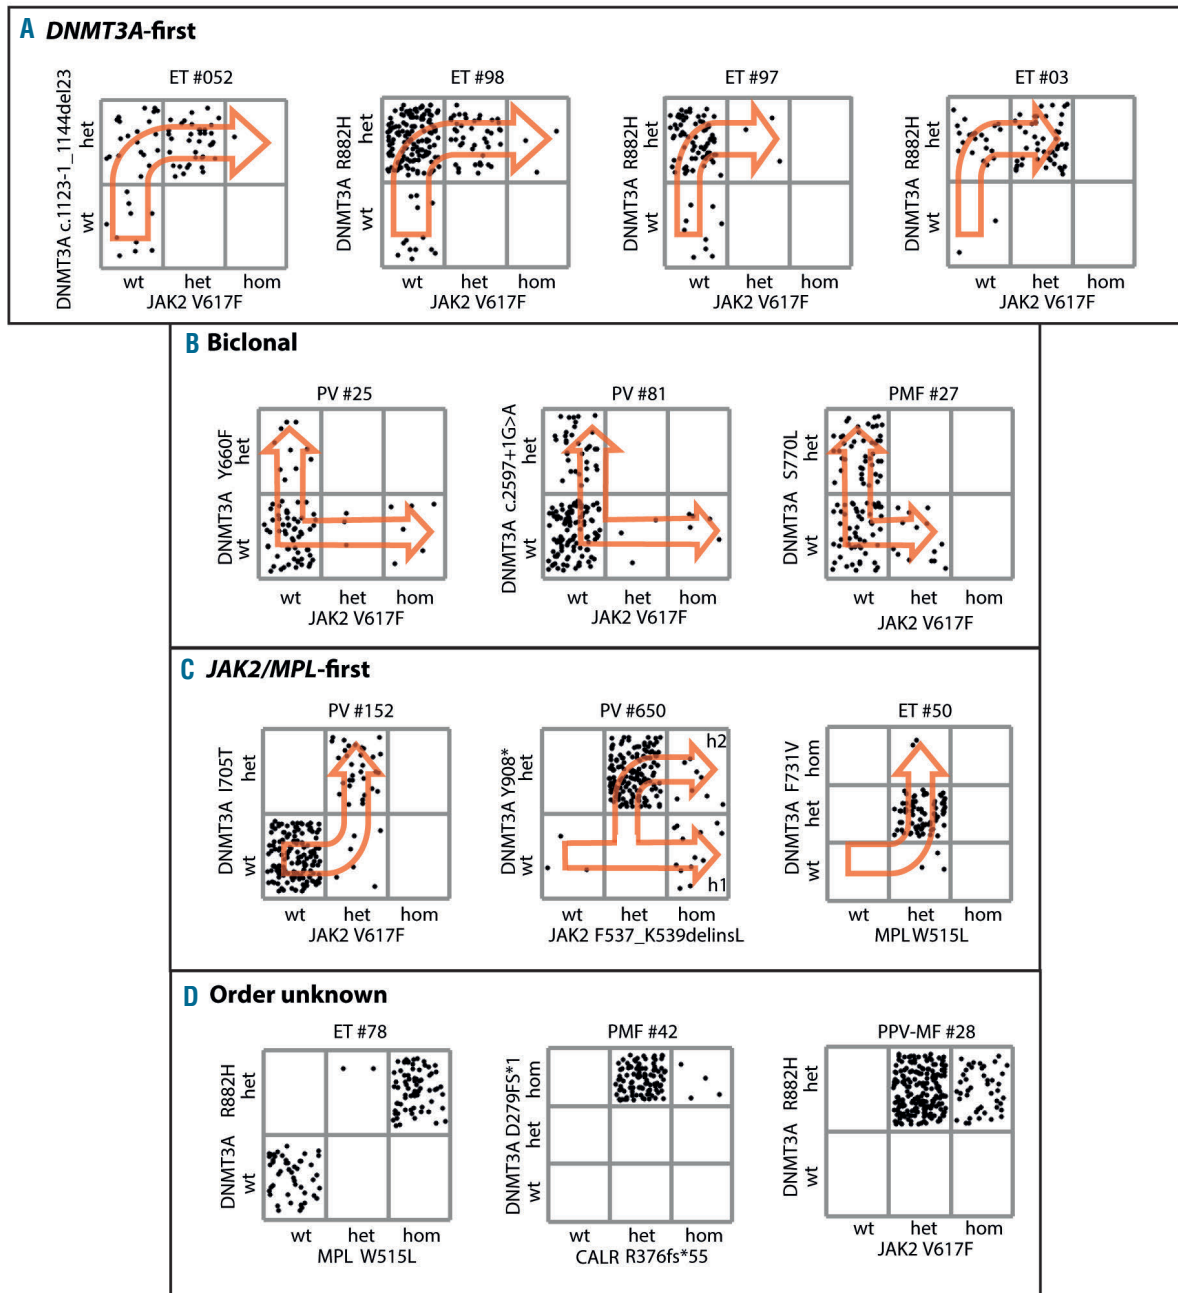 A DNMT3A-first
ET #052
DNMT3A c.1123-1_1144del23
het
wt
wt het hom
JAK2 V617F
ET #98
DNMT3A R882H
het
wt
wt het hom
JAK2 V617F
ET #97
DNMT3A R882H
het
wt
wt het hom
JAK2 V617F
ET #03
DNMT3A R882H
het
wt
wt het hom
JAK2 V617F
B Biclonal
PV #25
DNMT3A Y660F
het
wt
wt het hom
JAK2 V617F
PV #81
DNMT3A c.2597+1G>A
het
wt
wt het hom
JAK2 V617F
PMF #27
DNMT3A S770L
het
wt
wt het hom
JAK2 V617F
C JAK2/MPL-first
PV #152
DNMT3A I705T
het
wt
wt het hom
JAK2 V617F
PV #650
DNMT3A Y908*
het
wt
h2
h1
wt het hom
JAK2 F537_K539delinsL
ET #50
DNMT3A F731V
hom
het
wt
wt het hom
MPLW515L
D Order unknown
ET #78
DNMT3A R882H
het
wt
wt het hom
MPL W515L
PMF #42
DNMT3A D279FS*1
hom
het
wt
wt het hom
CALR R376fs*55
PPV-MF #28
DNMT3A R882H
het
wt
wt het hom
JAK2 V617F